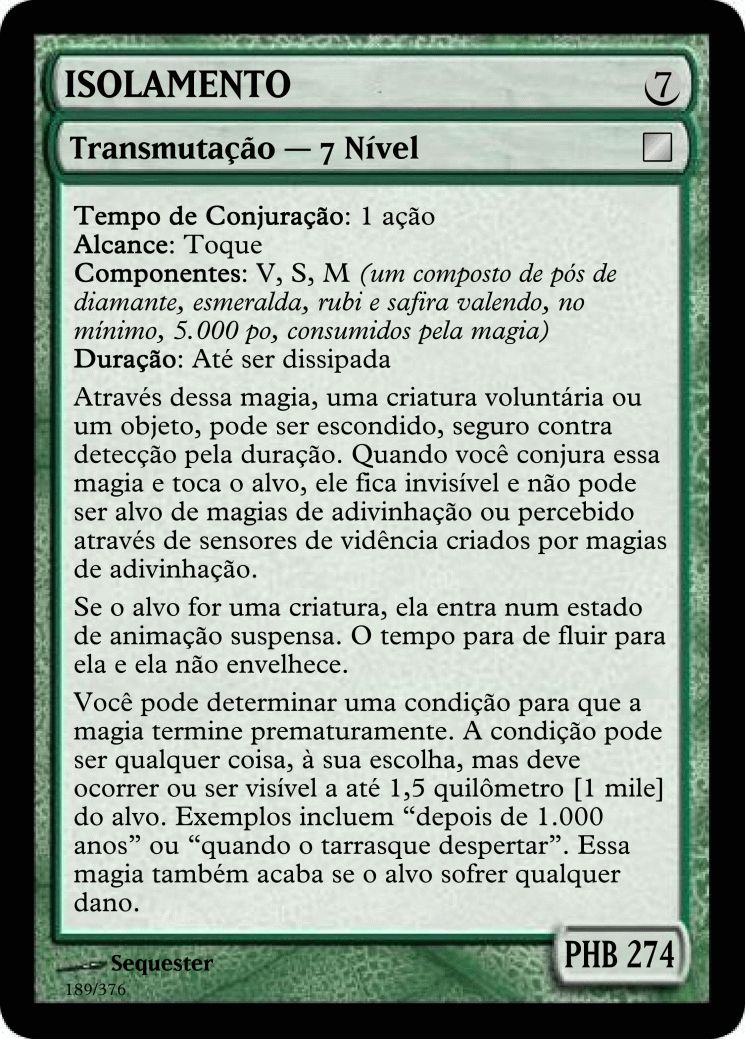 ISOLAMENTO
7
Transmutação — 7 Nível
Tempo de Conjuração: 1 ação
Alcance: Toque
Componentes: V, S, M (um composto de pós de
diamante, esmeralda, rubi e safira valendo, no
mínimo, 5.000 po, consumidos pela magia)
Duração: Até ser dissipada
Através dessa magia, uma criatura voluntária ou
um objeto, pode ser escondido, seguro contra
detecção pela duração. Quando você conjura essa
magia e toca o alvo, ele fica invisível e não pode
ser alvo de magias de adivinhação ou percebido
através de sensores de vidência criados por magias
de adivinhação.
Se o alvo for uma criatura, ela entra num estado
de animação suspensa. O tempo para de fluir para
ela e ela não envelhece.
Você pode determinar uma condição para que a
magia termine prematuramente. A condição pode
ser qualquer coisa, à sua escolha, mas deve
ocorrer ou ser visível a até 1,5 quilômetro [1 mile]
do alvo. Exemplos incluem “depois de 1.000
anos” ou “quando o tarrasque despertar”. Essa
magia também acaba se o alvo sofrer qualquer
dano.
PHB 274
Sequester
189/376